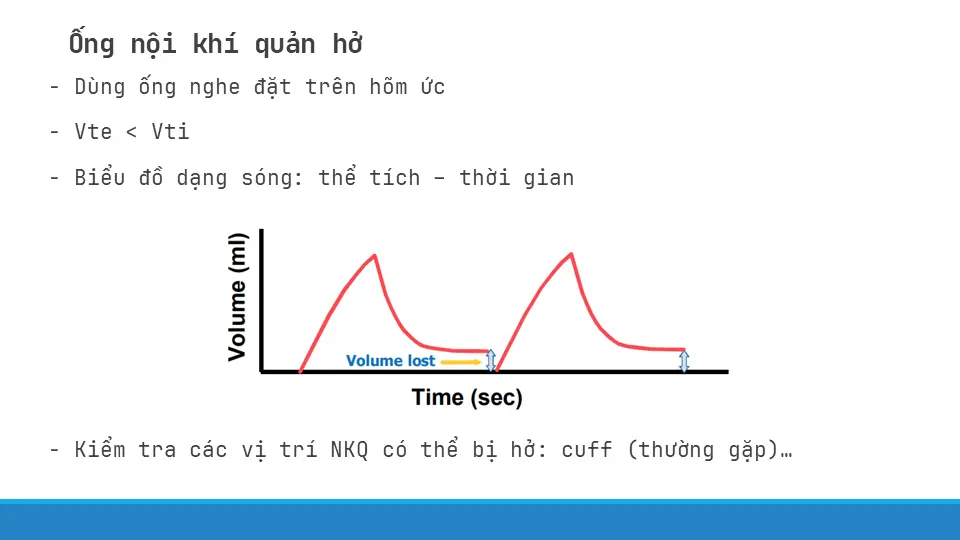 Ống nội khí quản hở
- Dùng ống nghe đặt trên hõm ức
- Vte < Vti
- Biểu đồ dạng sóng: thể tích – thời gian
Volume (ml)
Volume lost
Time (sec)
- Kiểm tra các vị trí NKQ có thể bị hở: cuff (thường gặp)…